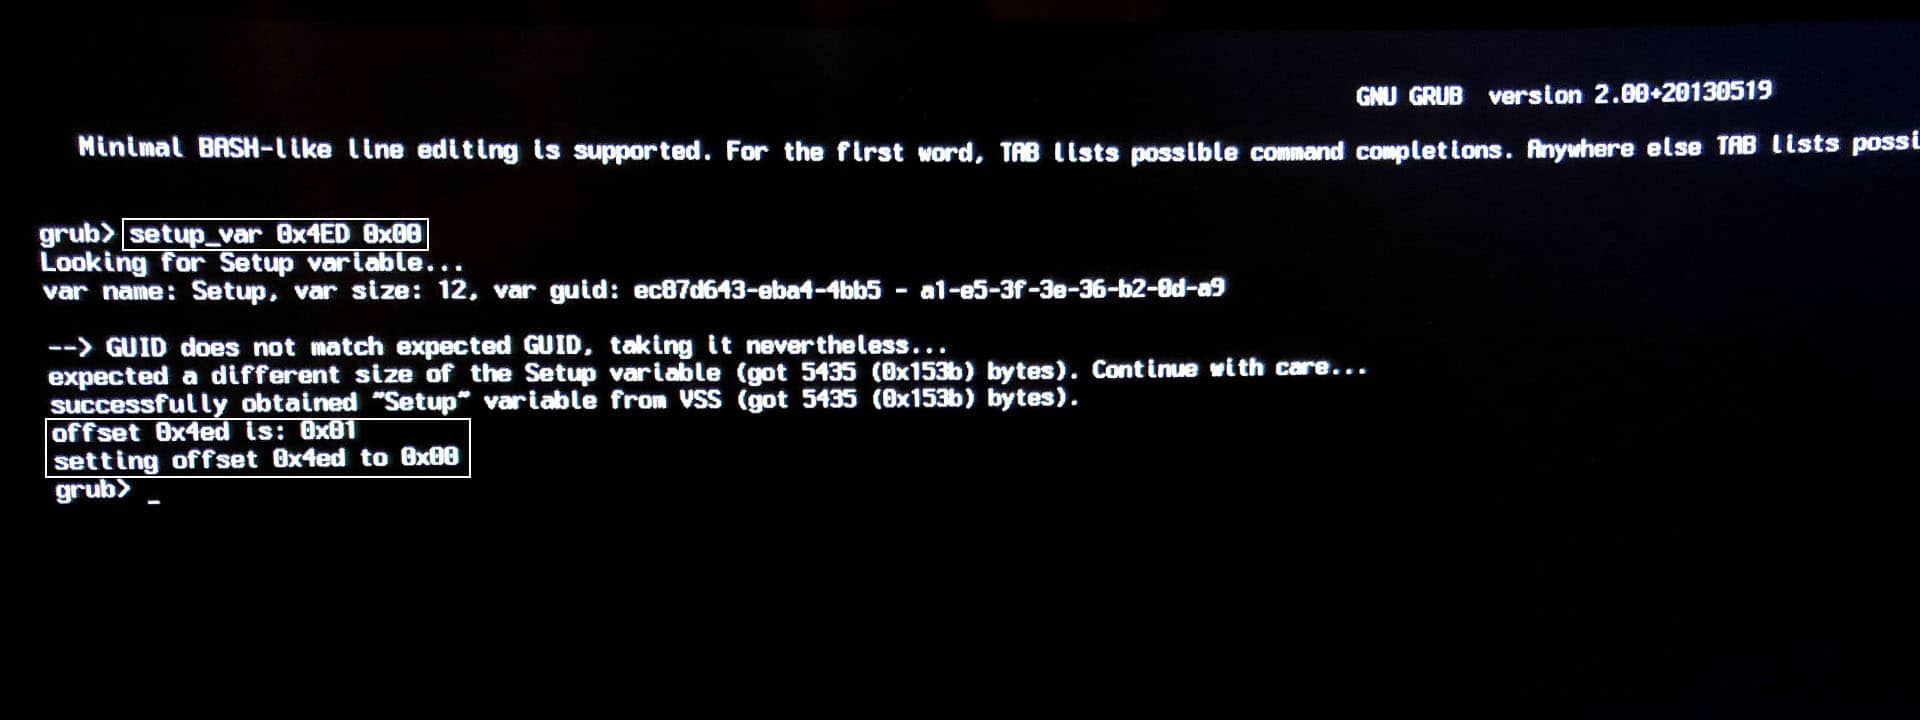 GNU GRUB version 2.00+20130519
Minimal BASH-like line editing is supported. For the first word, TAB lists possible command completions. Anywhere else TAB lists possi
grub> setup_var 0x4ED 0x00
Looking for Setup variable...
var name: Setup, var size: 12, var guid: ec87d643-eba4-4bb5 - a1-e5-3f-3e-36-b2-0d-a9
--> GUID does not match expected GUID, taking it nevertheless...
expected a different size of the Setup variable (got 5435 (0x153b) bytes). Continue with care...
successfully obtained "Setup" variable from VSS (got 5435 (0x153b) bytes).
offset 0x4ed is: 0x01
setting offset 0x4ed to 0x00
grub> _